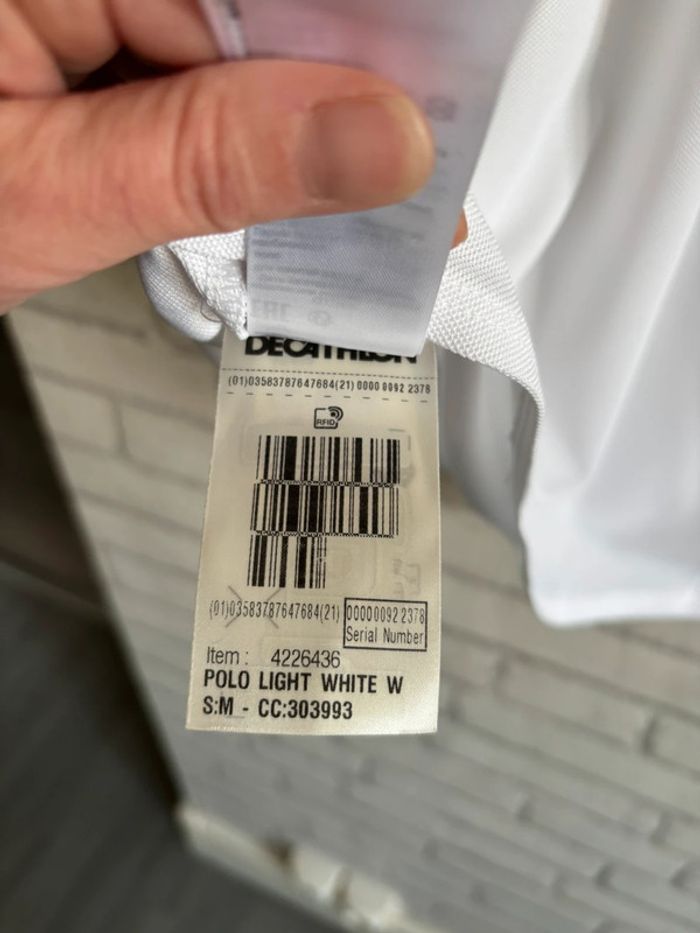 DECATHLON
(01)03583787647684(21) 0000 0092 2378
RFID
(01)03583787647684(21) 00000092 2378
Serial Number
Item : 4226436
POLO LIGHT WHITE W
S:M - CC:303993